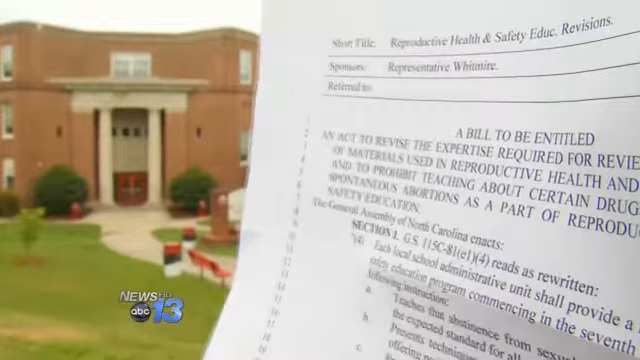 Short Title: Reproductive Health & Safety Educ. Revisions.
Sponsors: Representative Whitmire.
Referred to:
A BILL TO BE ENTITLED
AN ACT TO REVISE THE EXPERTISE REQUIRED FOR REVIE
OF MATERIALS USED IN REPRODUCTIVE HEALTH AND
AND TO PROHIBIT TEACHING ABOUT CERTAIN DRUG
SPONTANEOUS ABORTIONS AS A PART OF REPRODU
SAFETY EDUCATION.
The General Assembly of North Carolina enacts:
SECTION 1. G.S. 115C-81(e1)(4) reads as rewritten:
"(4) Each local school administrative unit shall provide a
safety education program commencing in the seventh
following instruction:
a. Teaches that abstinence from sexu
the expected standard for all
b. Presents techniques
offering
c.
NEWS HD
abc 13